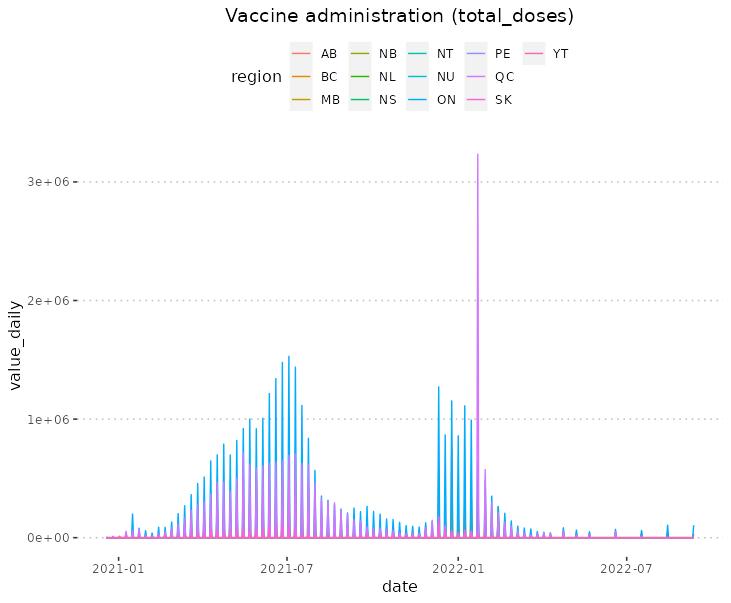 Vaccine administration (total_doses)
region
AB NB NT PE YT
BC NL NU QC
MB NS ON SK
value_daily
3e+06
2e+06
1e+06
0e+00
2021-01 2021-07 2022-01 2022-07
date